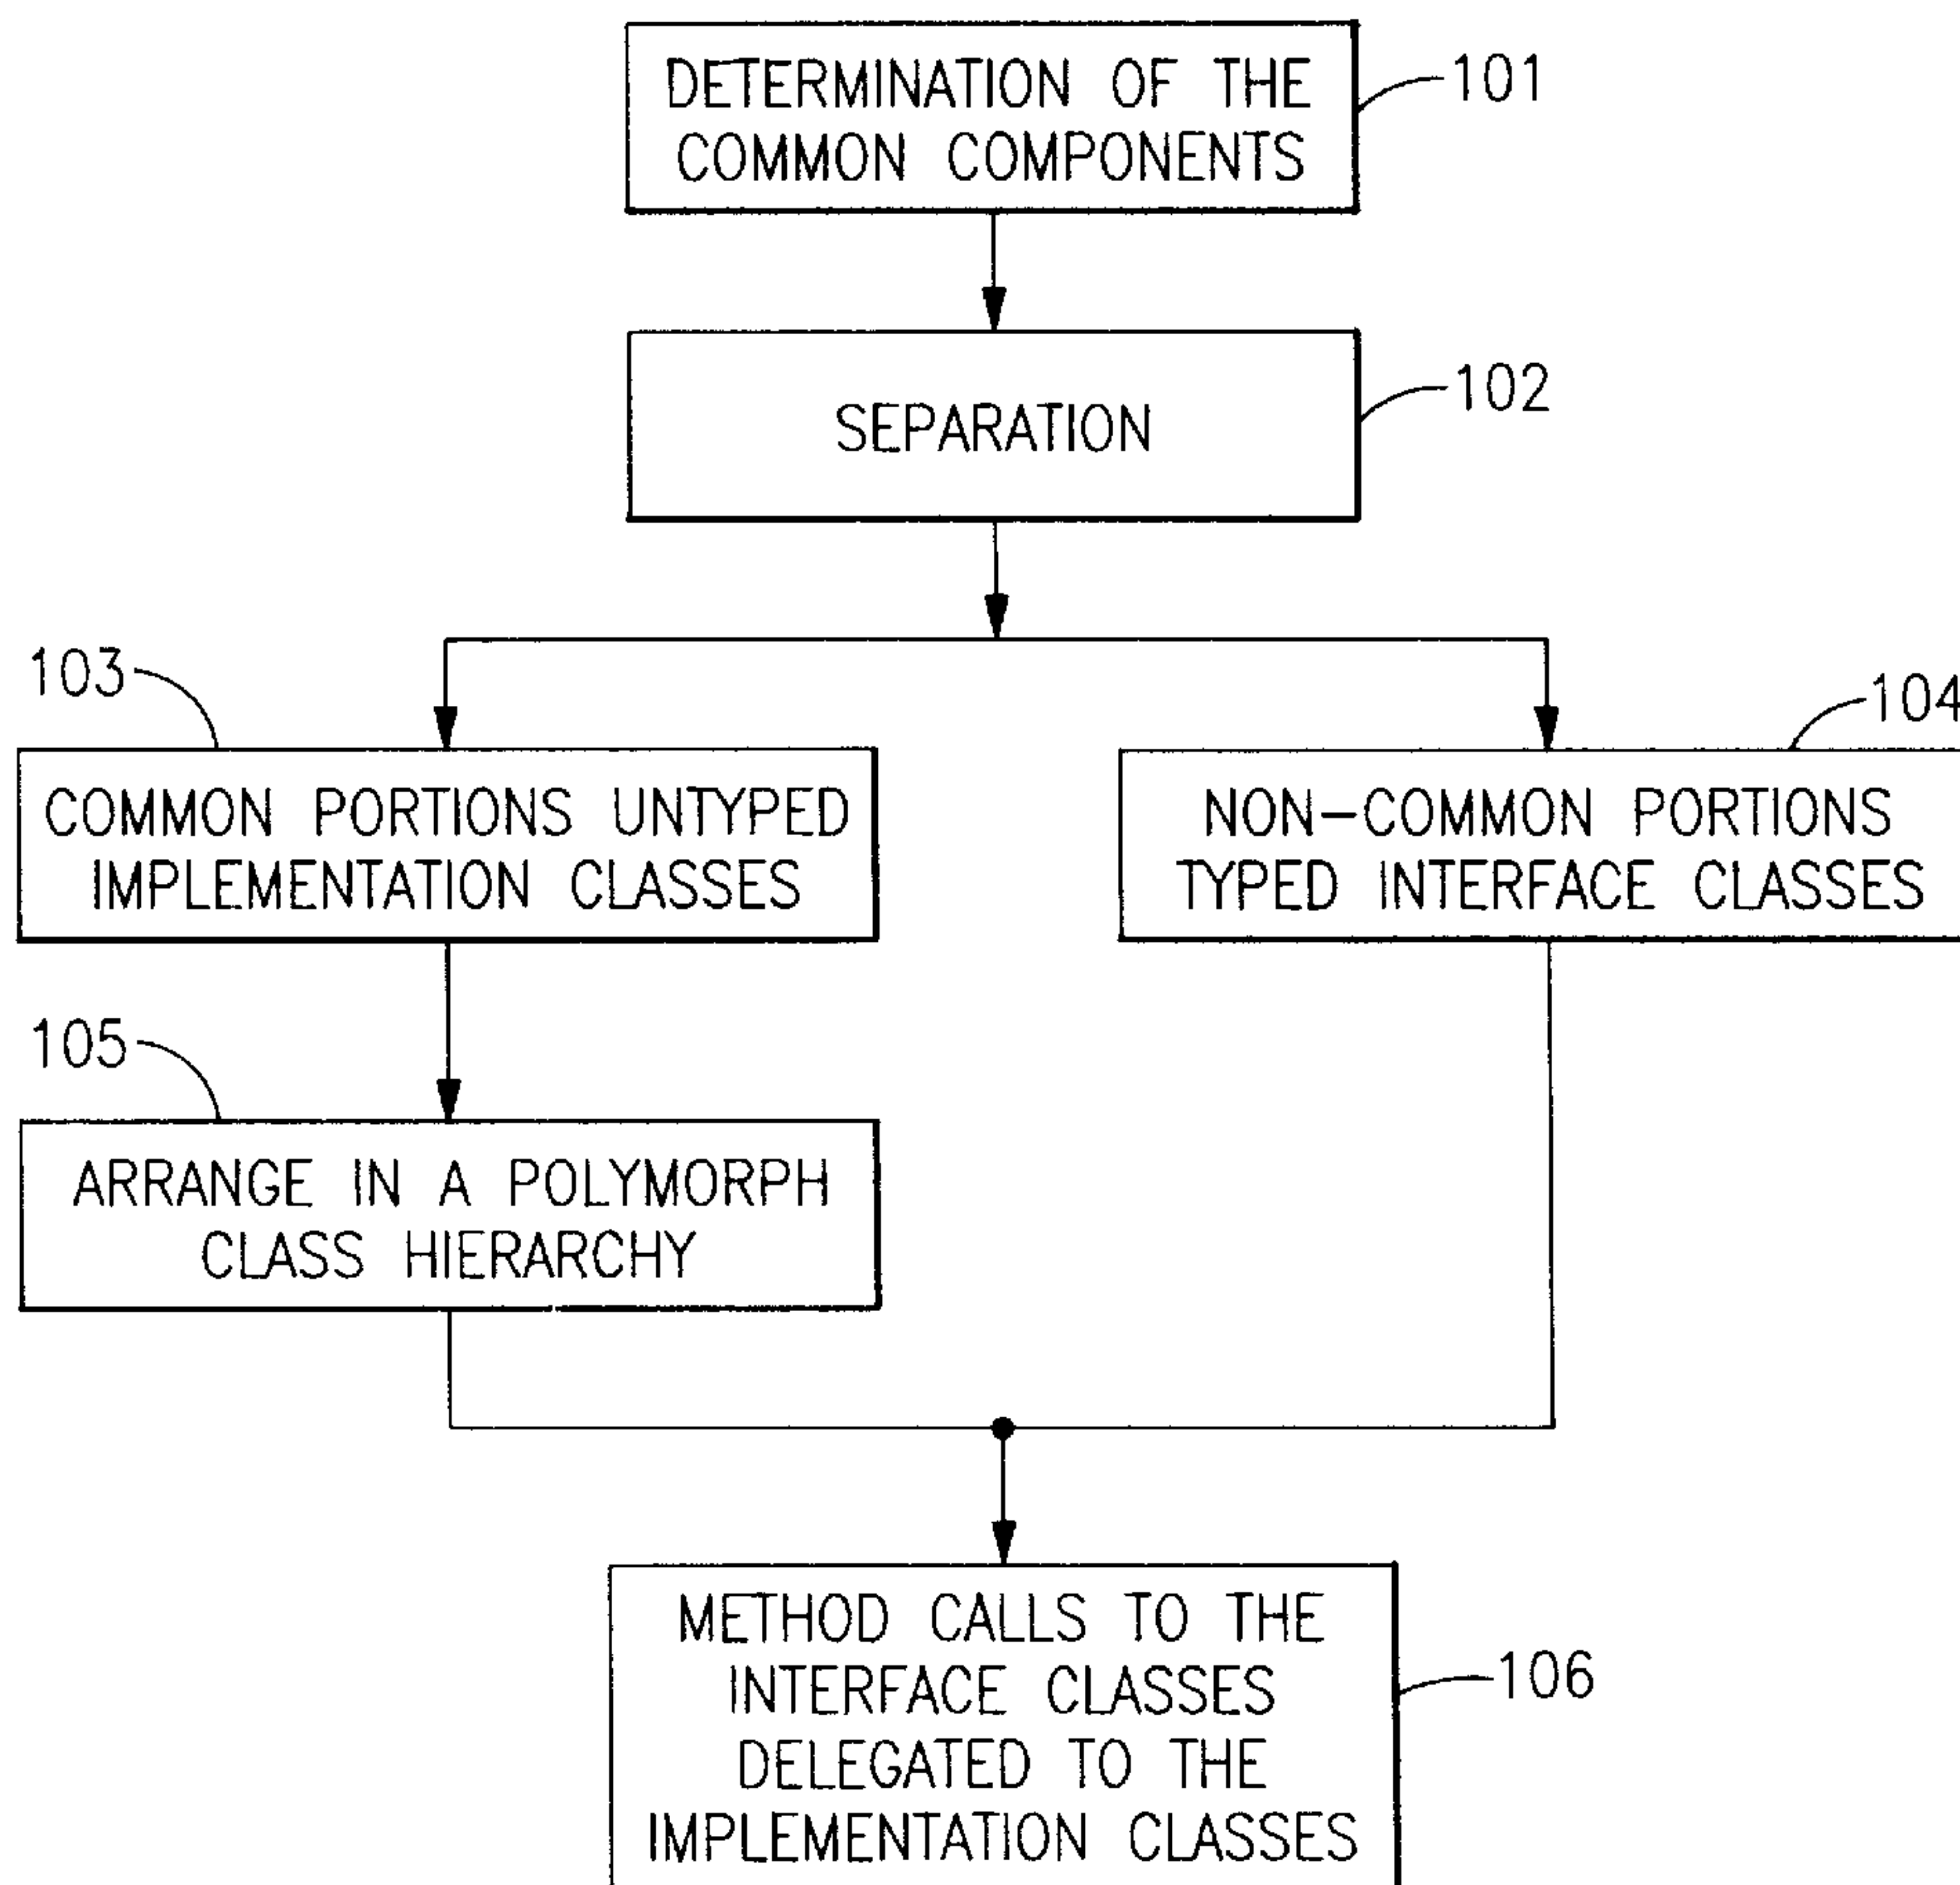 DETERMINATION OF THE
COMMON COMPONENTS
101
SEPARATION
102
103
104
COMMON PORTIONS UNTYPED
IMPLEMENTATION CLASSES
NON-COMMON PORTIONS
TYPED INTERFACE CLASSES
105
ARRANGE IN A POLYMORPH
CLASS HIERARCHY
METHOD CALLS TO THE
INTERFACE CLASSES
DELEGATED TO THE
IMPLEMENTATION CLASSES
106